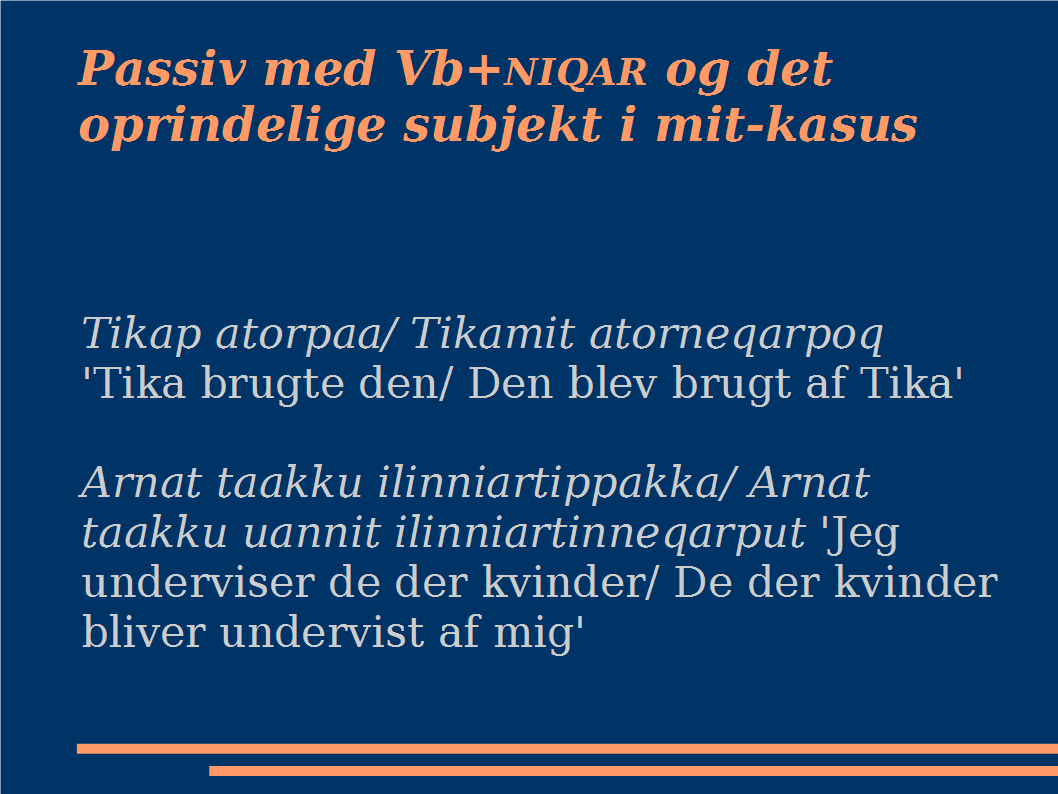 Passiv med Vb+NIQAR og det
oprindelige subjekt i mit-kasus
Tikap atorpaa/ Tikamit atorneqarpoq
'Tika brugte den/ Den blev brugt af Tika'
Arnat taakku ilinniartippakka/ Arnat
taakku uannit ilinniartinneqarput 'Jeg
underviser de der kvinder/ De der kvinder
bliver undervist af mig'